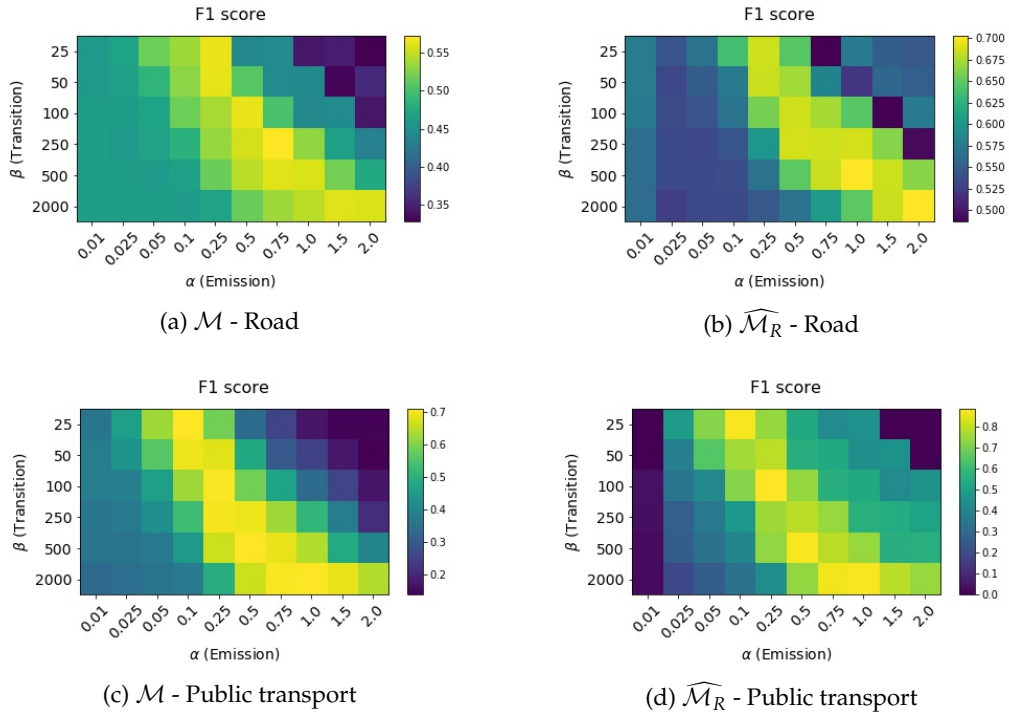 F1 score
25
50
100
250
500
2000
β (Transition)
0.01 0.025 0.05 0.1 0.25 0.5 0.75 1.0 1.5 2.0
α (Emission)
0.55
0.50
0.45
0.40
0.35
(a) M - Road
F1 score
25
50
100
250
500
2000
β (Transition)
0.01 0.025 0.05 0.1 0.25 0.5 0.75 1.0 1.5 2.0
α (Emission)
0.700
0.675
0.650
0.625
0.600
0.575
0.550
0.525
0.500
(b) M̂_R - Road
F1 score
25
50
100
250
500
2000
β (Transition)
0.01 0.025 0.05 0.1 0.25 0.5 0.75 1.0 1.5 2.0
α (Emission)
0.7
0.6
0.5
0.4
0.3
0.2
(c) M - Public transport
F1 score
25
50
100
250
500
2000
β (Transition)
0.01 0.025 0.05 0.1 0.25 0.5 0.75 1.0 1.5 2.0
α (Emission)
0.8
0.7
0.6
0.5
0.4
0.3
0.2
0.1
0.0
(d) M̂_R - Public transport